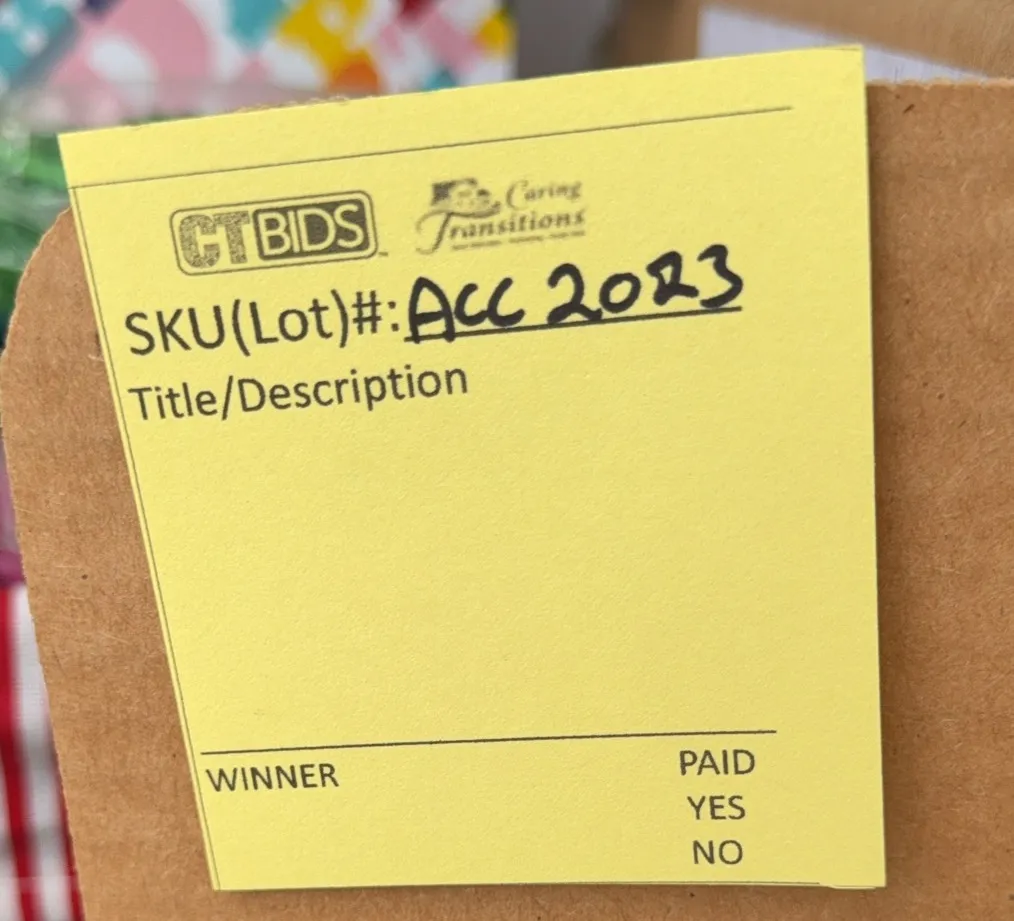 CTBIDS
Caring
Transitions
SKU(Lot)#: ACC 2023
Title/Description
WINNER PAID
YES
NO